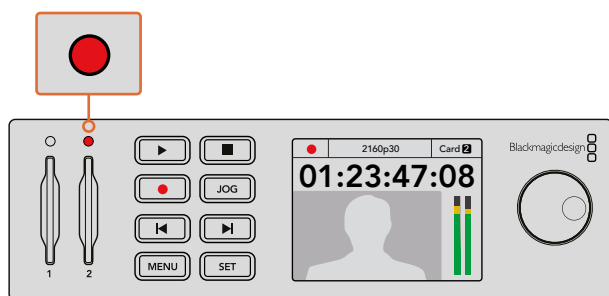 2160p30 Card 2
01:23:47:08
Blackmagicdesign
JOG
MENU SET
1 2